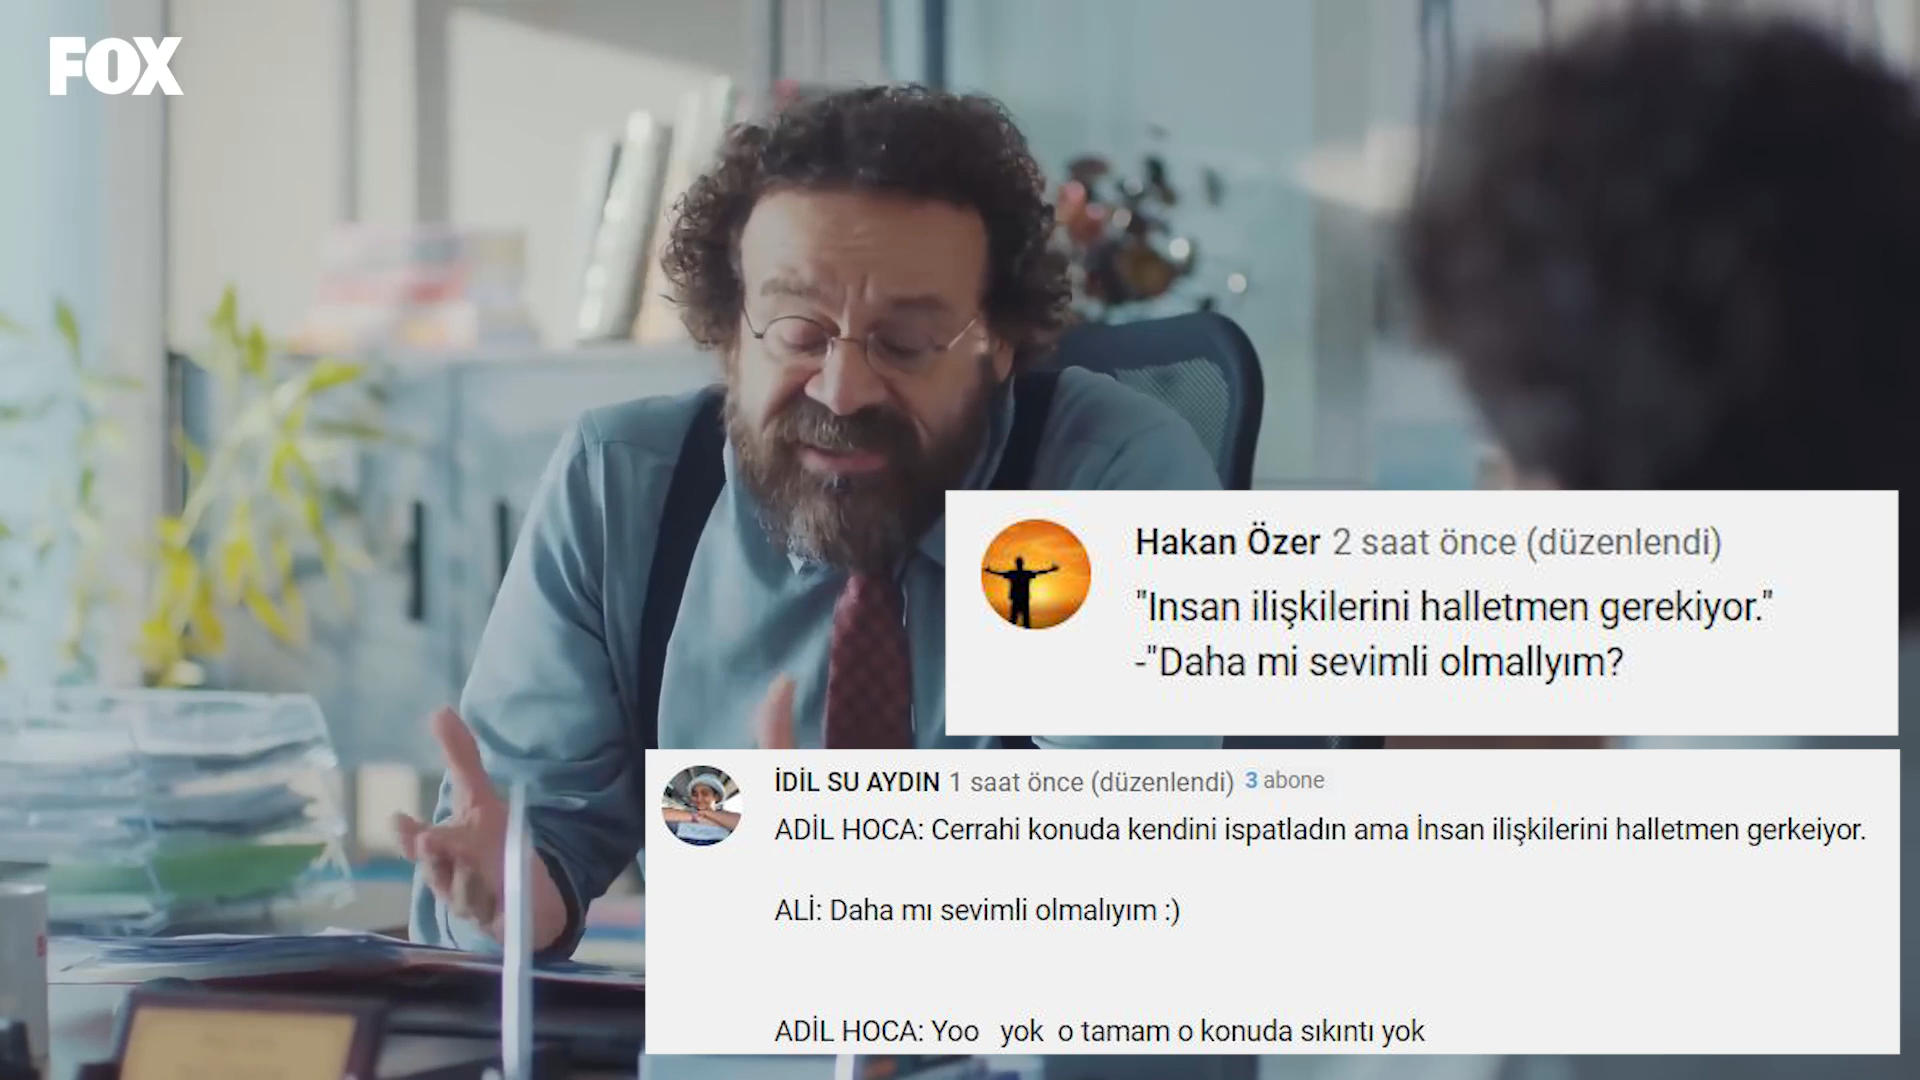 FOX
Hakan Özer 2 saat önce (düzenlendi)
"Insan ilişkilerini halletmen gerekiyor."
-"Daha mi sevimli olmallyım?
İDİL SU AYDIN 1 saat önce (düzenlendi) 3 abone
ADİL HOCA: Cerrahi konuda kendini ispatladın ama İnsan ilişkilerini halletmen gerkeiyor.
ALİ: Daha mı sevimli olmalıyım :)
ADİL HOCA: Yoo yok o tamam o konuda sıkıntı yok